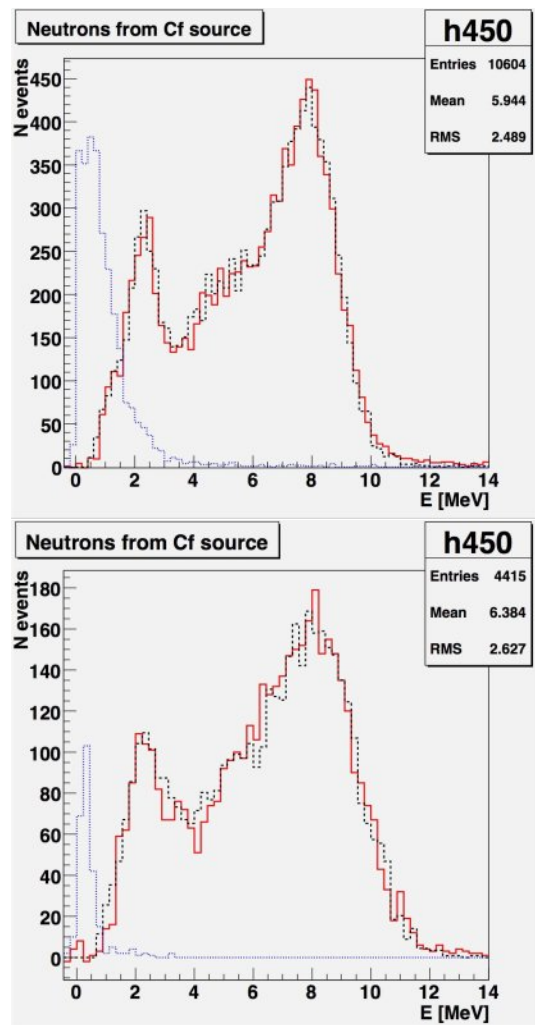 Neutrons from Cf source
h450
Entries 10604
Mean 5.944
RMS 2.489
N events
450
400
350
300
250
200
150
100
50
0
0 2 4 6 8 10 12 14
E [MeV]
Neutrons from Cf source
h450
Entries 4415
Mean 6.384
RMS 2.627
N events
180
160
140
120
100
80
60
40
20
0
0 2 4 6 8 10 12 14
E [MeV]